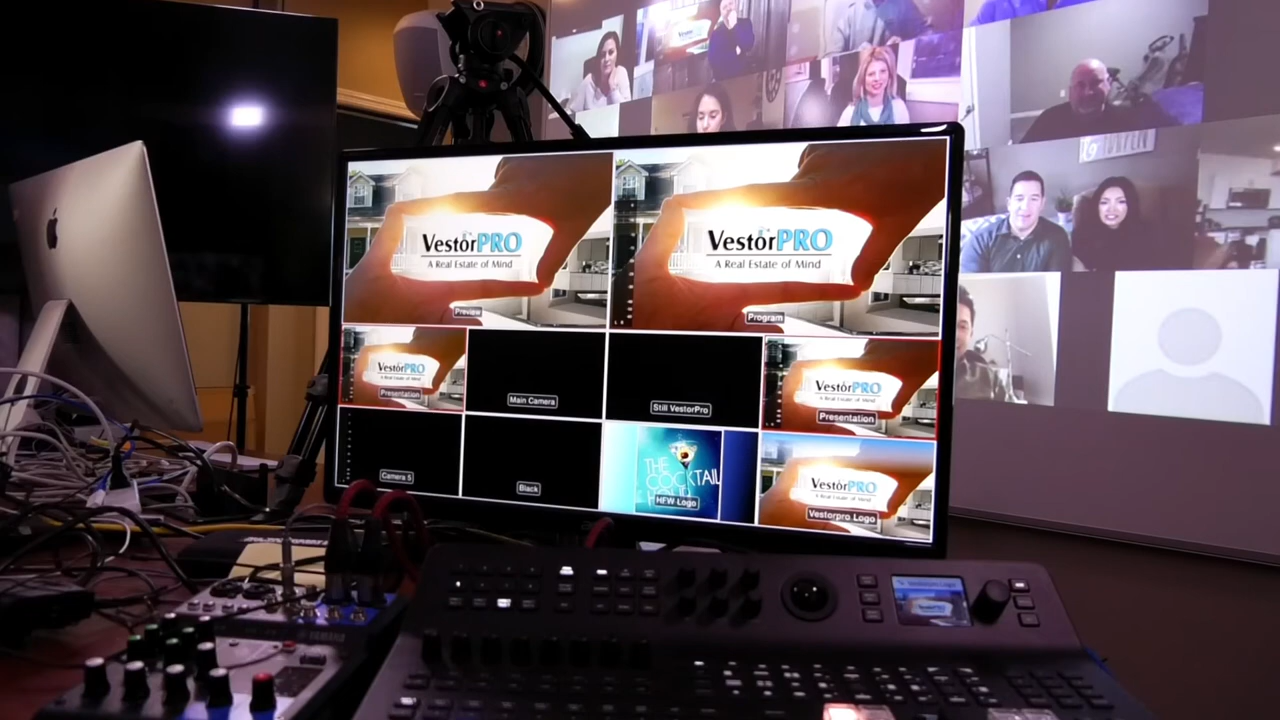 VestorPRO
A Real Estate of Mind
Preview
VestorPRO
A Real Estate of Mind
Program
VestorPRO
A Real Estate of Mind
Presentation
Main Camera
Still VestorPro
VestorPRO
A Real Estate of Mind
Presentation
Camera 5
Black
THE
COCKTAIL
HFW Logo
VestorPRO
A Real Estate of Mind
Vestorpro Logo
YAMAHA